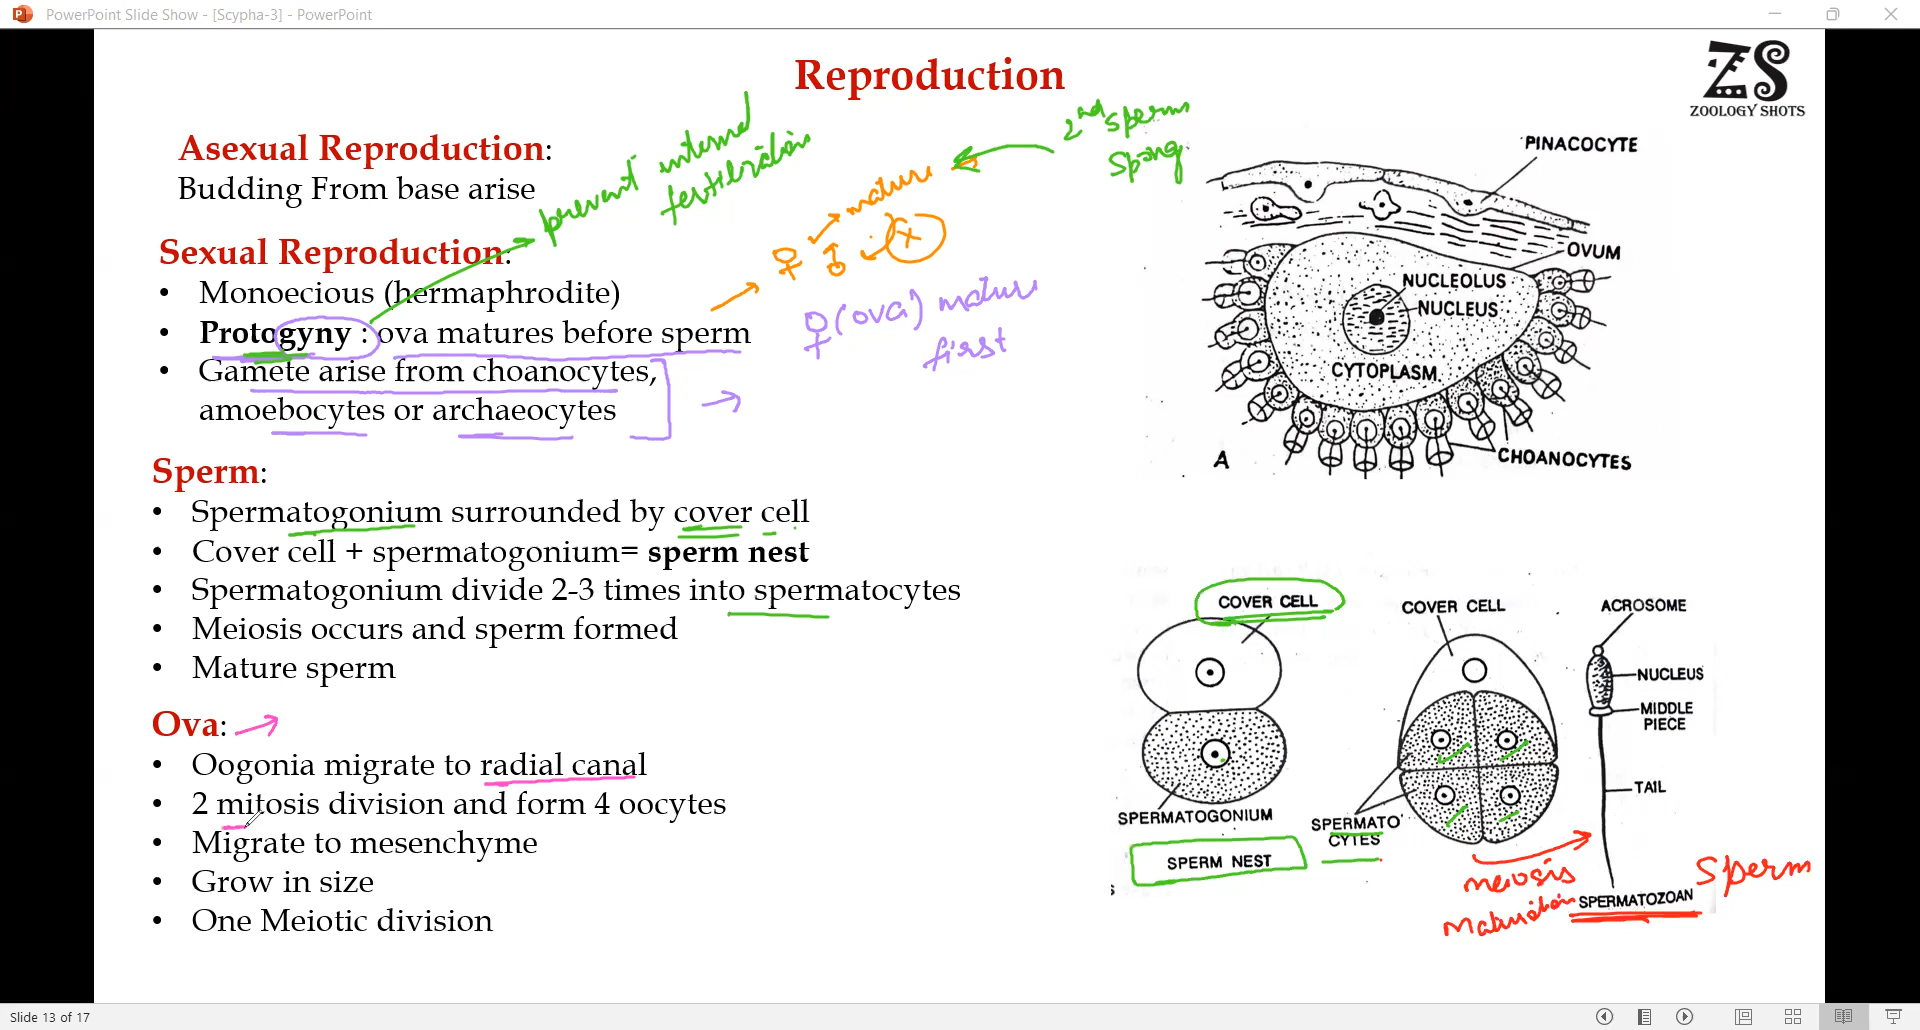 PowerPoint Slide Show - [Scypha-3] - PowerPoint
Reproduction
ZS
ZOOLOGY SHOTS
Asexual Reproduction:
Budding From base arise
prevent internal
fertilization
2nd sperm
spong
mature
x
Sexual Reproduction:
• Monoecious (hermaphrodite)
• Protogyny : ova matures before sperm
• Gamete arise from choanocytes,
amoebocytes or archaeocytes
♀ ♂
♀ (ova) mature
first
PINACOCYTE
OVUM
NUCLEOLUS
NUCLEUS
CYTOPLASM
CHOANOCYTES
A
Sperm:
• Spermatogonium surrounded by cover cell
• Cover cell + spermatogonium= sperm nest
• Spermatogonium divide 2-3 times into spermatocytes
• Meiosis occurs and sperm formed
• Mature sperm
Ova:
• Oogonia migrate to radial canal
• 2 mitosis division and form 4 oocytes
• Migrate to mesenchyme
• Grow in size
• One Meiotic division
COVER CELL
SPERMATOGONIUM
SPERM NEST
COVER CELL
SPERMATO
CYTES
ACROSOME
NUCLEUS
MIDDLE
PIECE
TAIL
SPERMATOZOAN
meiosis
Maturation
Sperm
Slide 13 of 17